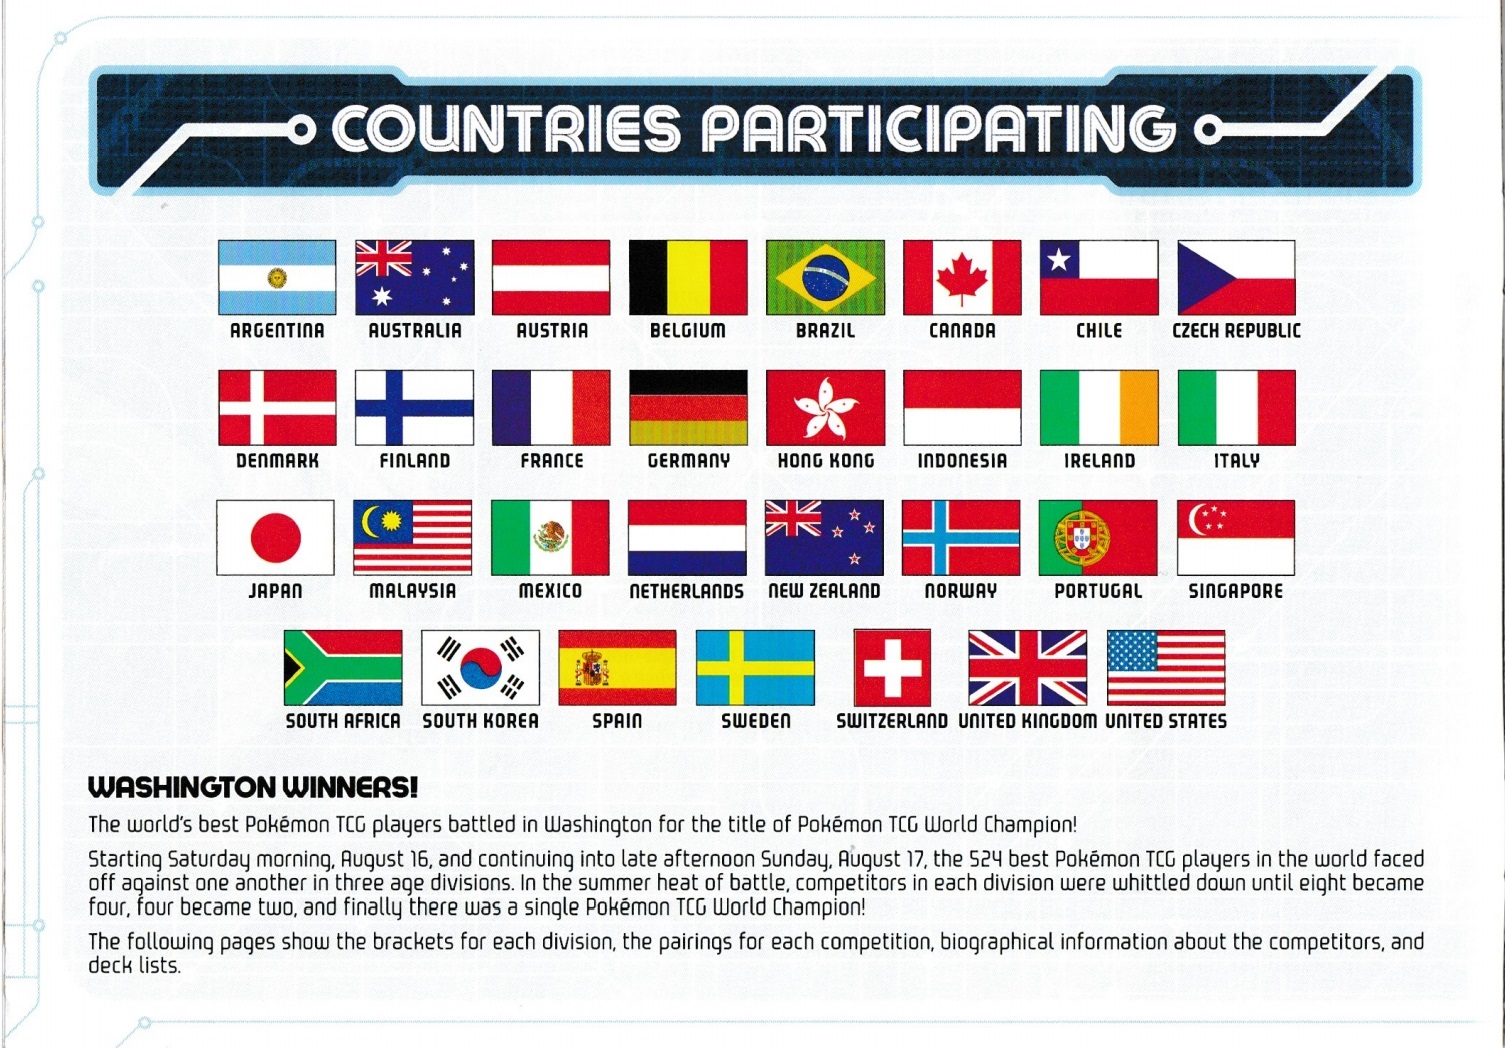 COUNTRIES PARTICIPATING
ARGENTINA AUSTRALIA AUSTRIA BELGIUM BRAZIL CANADA CHILE CZECH REPUBLIC
DENMARK FINLAND FRANCE GERMANY HONG KONG INDONESIA IRELAND ITALY
JAPAN MALAYSIA MEXICO NETHERLANDS NEW ZEALAND NORWAY PORTUGAL SINGAPORE
SOUTH AFRICA SOUTH KOREA SPAIN SWEDEN SWITZERLAND UNITED KINGDOM UNITED STATES
WASHINGTON WINNERS!
The world's best Pokémon TCG players battled in Washington for the title of Pokémon TCG World Champion!
Starting Saturday morning, August 16, and continuing into late afternoon Sunday, August 17, the 524 best Pokémon TCG players in the world faced
off against one another in three age divisions. In the summer heat of battle, competitors in each division were whittled down until eight became
four, four became two, and finally there was a single Pokémon TCG World Champion!
The following pages show the brackets for each division, the pairings for each competition, biographical information about the competitors, and
deck lists.